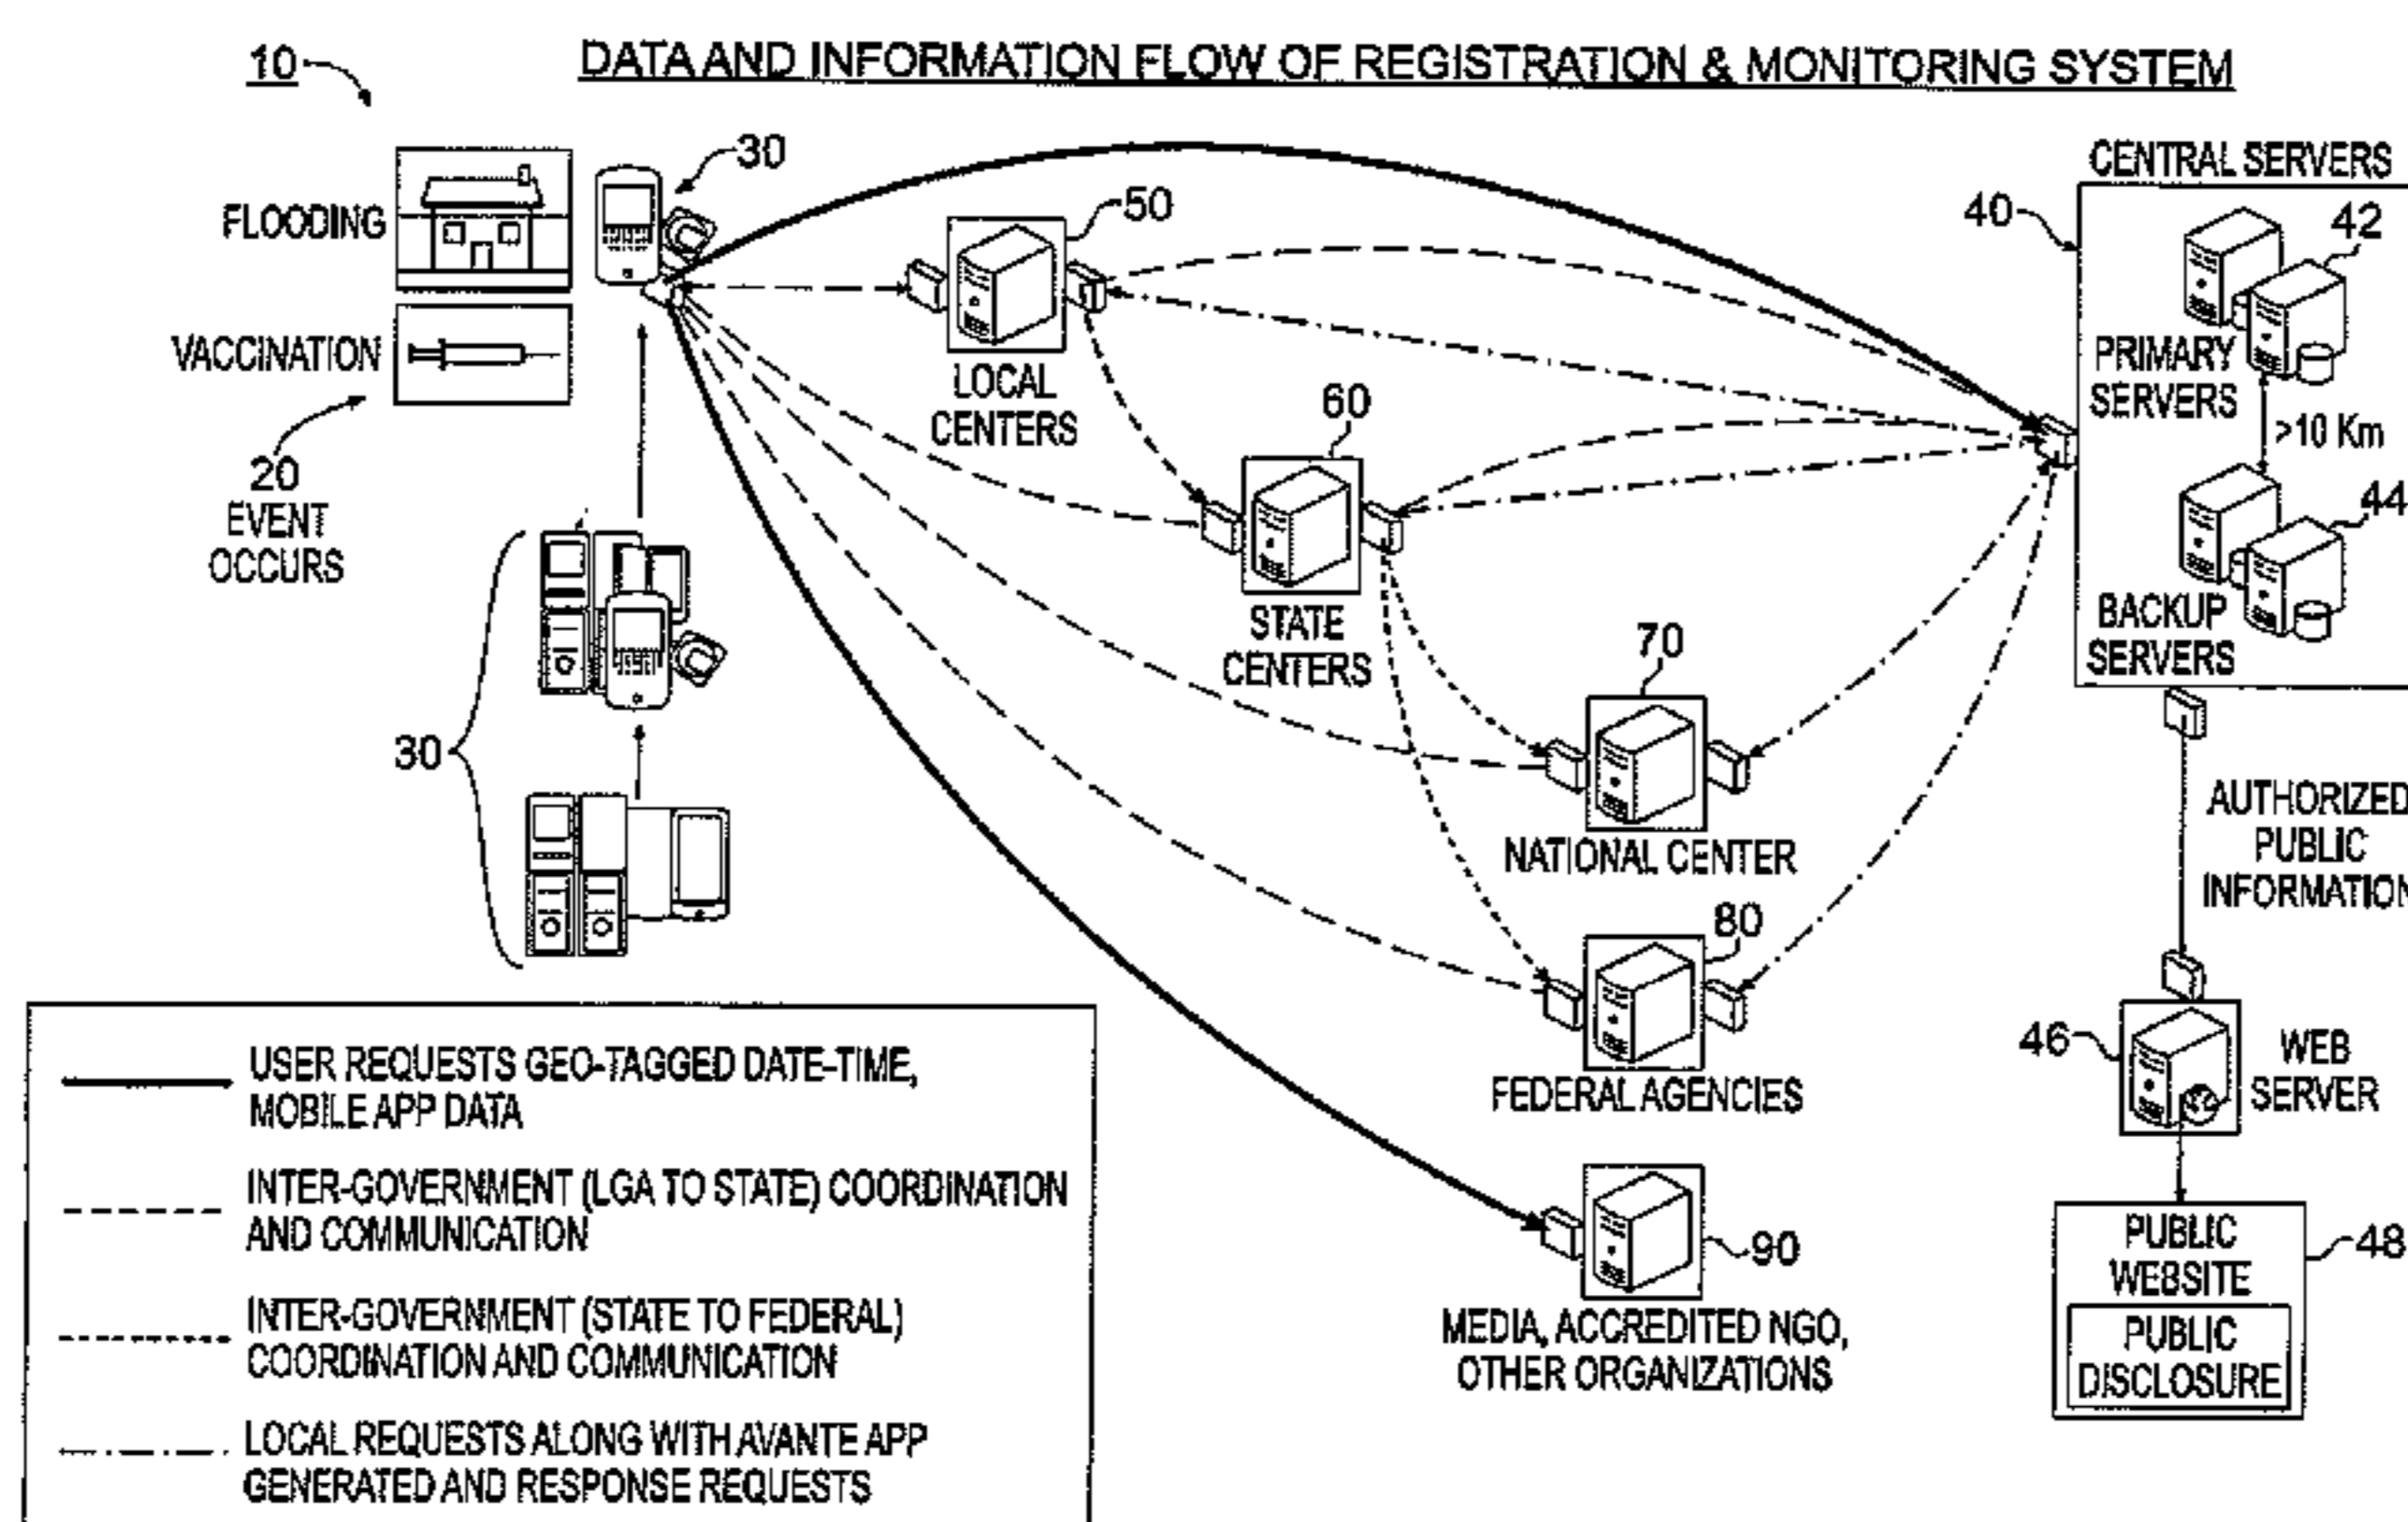 10
DATA AND INFORMATION FLOW OF REGISTRATION & MONITORING SYSTEM
30
FLOODING
VACCINATION
20
EVENT
OCCURS
30
50
LOCAL
CENTERS
60
STATE
CENTERS
70
NATIONAL CENTER
80
FEDERAL AGENCIES
90
MEDIA, ACCREDITED NGO,
OTHER ORGANIZATIONS
CENTRAL SERVERS
40
42
PRIMARY
SERVERS
>10 Km
44
BACKUP
SERVERS
AUTHORIZED
PUBLIC
INFORMATION
46
WEB
SERVER
PUBLIC
WEBSITE
48
PUBLIC
DISCLOSURE
USER REQUESTS GEO-TAGGED DATE-TIME,
MOBILE APP DATA
INTER-GOVERNMENT (LGA TO STATE) COORDINATION
AND COMMUNICATION
INTER-GOVERNMENT (STATE TO FEDERAL)
COORDINATION AND COMMUNICATION
LOCAL REQUESTS ALONG WITH AVANTE APP
GENERATED AND RESPONSE REQUESTS